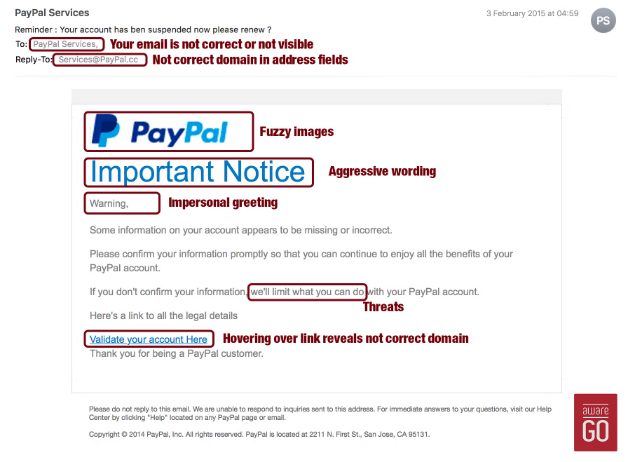 PayPal Services
3 February 2015 at 04:59
PS
Reminder : Your account has ben suspended now please renew ?
To: PayPal Services, Your email is not correct or not visible
Reply-To: Services@PayPal.cc Not correct domain in address fields
PayPal Fuzzy images
Important Notice Aggressive wording
Warning, Impersonal greeting
Some information on your account appears to be missing or incorrect.
Please confirm your information promptly so that you can continue to enjoy all the benefits of your
PayPal account.
If you don't confirm your information, we'll limit what you can do with your PayPal account.
Threats
Here's a link to all the legal details
Validate your account Here Hovering over link reveals not correct domain
Thank you for being a PayPal customer.
Please do not reply to this email. We are unable to respond to inquiries sent to this address. For immediate answers to your questions, visit our Help
Center by clicking "Help" located on any PayPal page or email.
Copyright © 2014 PayPal, Inc. All rights reserved. PayPal is located at 2211 N. First St., San Jose, CA 95131.
aware
GO